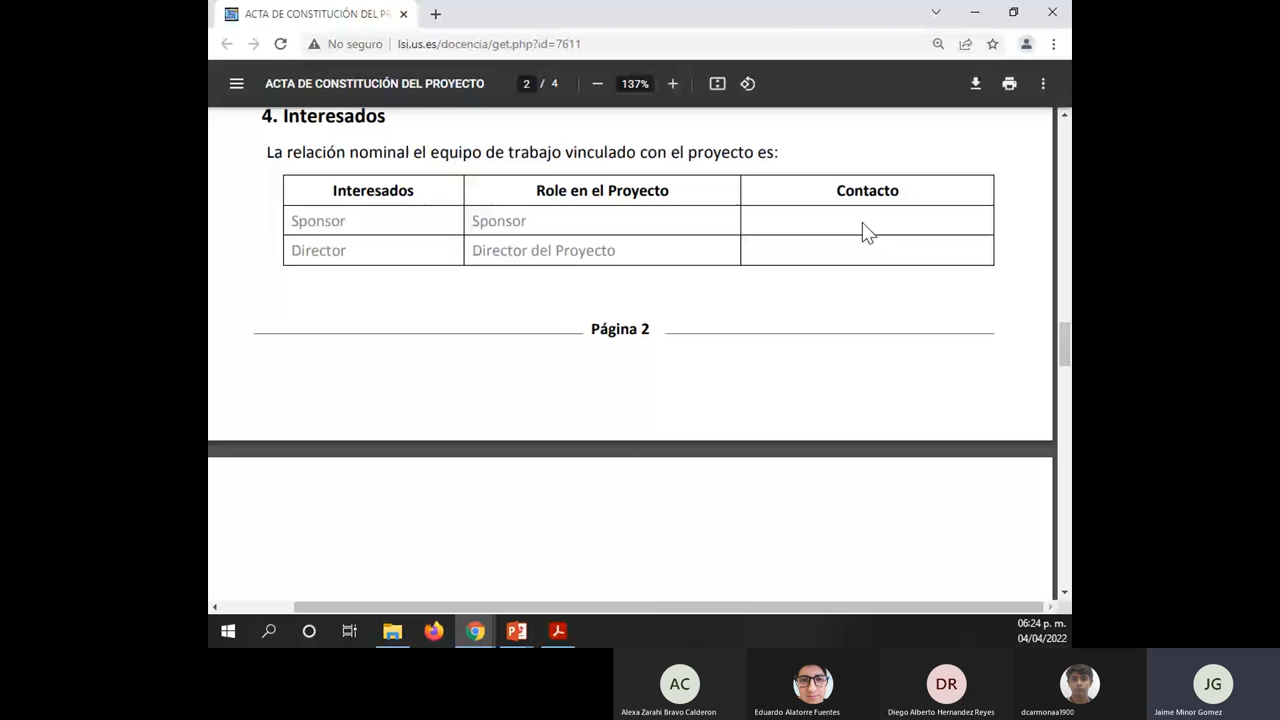 ACTA DE CONSTITUCIÓN DEL PR
No seguro
lsi.us.es/docencia/get.php?id=7611
ACTA DE CONSTITUCIÓN DEL PROYECTO
2 / 4
137%
4. Interesados
La relación nominal el equipo de trabajo vinculado con el proyecto es:
Interesados Role en el Proyecto Contacto
Sponsor Sponsor
Director Director del Proyecto
Página 2
06:24 p. m.
04/04/2022
AC
DR
JG
Alexa Zarahi Bravo Calderon
Eduardo Alatorre Fuentes
Diego Alberto Hernandez Reyes
dcarmonaa1900
Jaime Minor Gomez